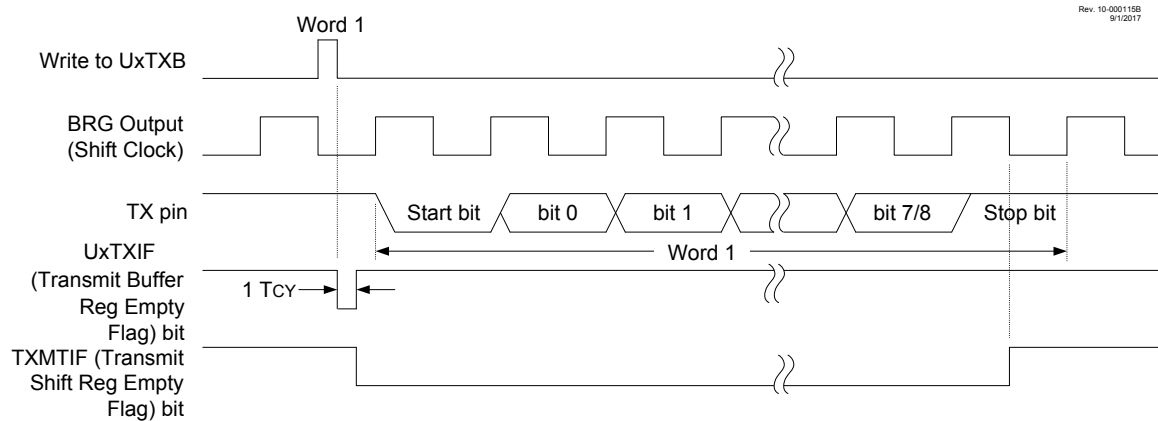 Rev. 10-000115B
9/1/2017
Word 1
Write to UxTXB
BRG Output
(Shift Clock)
TX pin
Start bit
bit 0
bit 1
bit 7/8
Stop bit
Word 1
UxTXIF
(Transmit Buffer
Reg Empty
Flag) bit
1 TCY
TXMTIF (Transmit
Shift Reg Empty
Flag) bit